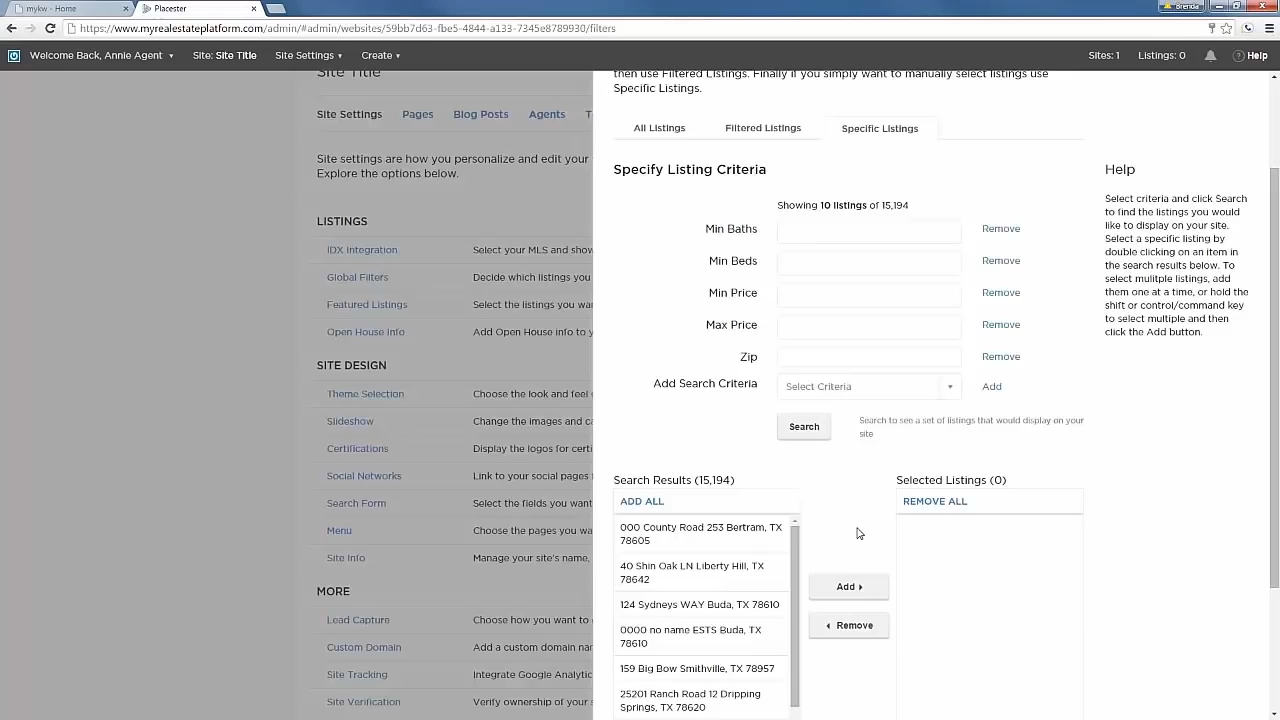 mykw - Home
Placester
Brenda
https://www.myrealestateplatform.com/admin/#admin/websites/59bb7d63-fbe5-4844-a133-7345e8789930/filters
Welcome Back, Annie Agent
Site: Site Title
Site Settings
Create
Sites: 1
Listings: 0
Help
Site Title
Site Settings
Pages
Blog Posts
Agents
Site settings are how you personalize and edit your
Explore the options below.
LISTINGS
IDX Integration
Select your MLS and show
Global Filters
Decide which listings you
Featured Listings
Select the listings you wan
Open House Info
Add Open House info to y
SITE DESIGN
Theme Selection
Choose the look and feel
Slideshow
Change the images and ca
Certifications
Display the logos for certi
Social Networks
Link to your social pages
Search Form
Select the fields you want
Menu
Choose the pages you wa
Site Info
Manage your site's name,
MORE
Lead Capture
Choose how you want to
Custom Domain
Add a custom domain nam
Site Tracking
Integrate Google Analytic
Site Verification
Verify ownership of your s
then use Filtered Listings. Finally if you simply want to manually select listings use
Specific Listings.
All Listings
Filtered Listings
Specific Listings
Specify Listing Criteria
Showing 10 listings of 15,194
Min Baths
Remove
Min Beds
Remove
Min Price
Remove
Max Price
Remove
Zip
Remove
Add Search Criteria
Select Criteria
Add
Search
Search to see a set of listings that would display on your
site
Search Results (15,194)
ADD ALL
000 County Road 253 Bertram, TX
78605
40 Shin Oak LN Liberty Hill, TX
78642
124 Sydneys WAY Buda, TX 78610
0000 no name ESTS Buda, TX
78610
159 Big Bow Smithville, TX 78957
25201 Ranch Road 12 Dripping
Springs, TX 78620
Add
Remove
Selected Listings (0)
REMOVE ALL
Help
Select criteria and click Search
to find the listings you would
like to display on your site.
Select a specific listing by
double clicking on an item in
the search results below. To
select mulitple listings, add
them one at a time, or hold the
shift or control/command key
to select multiple and then
click the Add button.